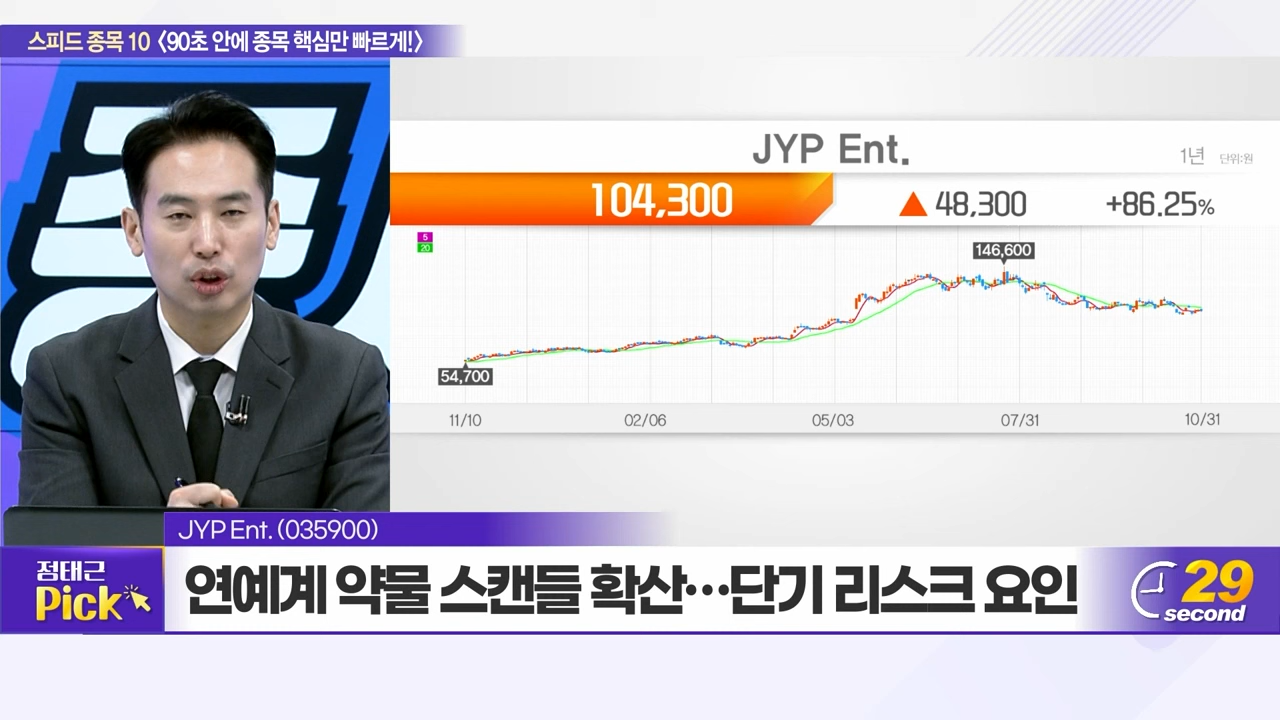 스피드 종목 10 〈90초 안에 종목 핵심만 빠르게!〉
JYP Ent.
1년 단위:원
104,300 ▲ 48,300 +86.25%
5
20
146,600
54,700
11/10 02/06 05/03 07/31 10/31
JYP Ent. (035900)
정태근
Pick
연예계 약물 스캔들 확산…단기 리스크 요인
29
second